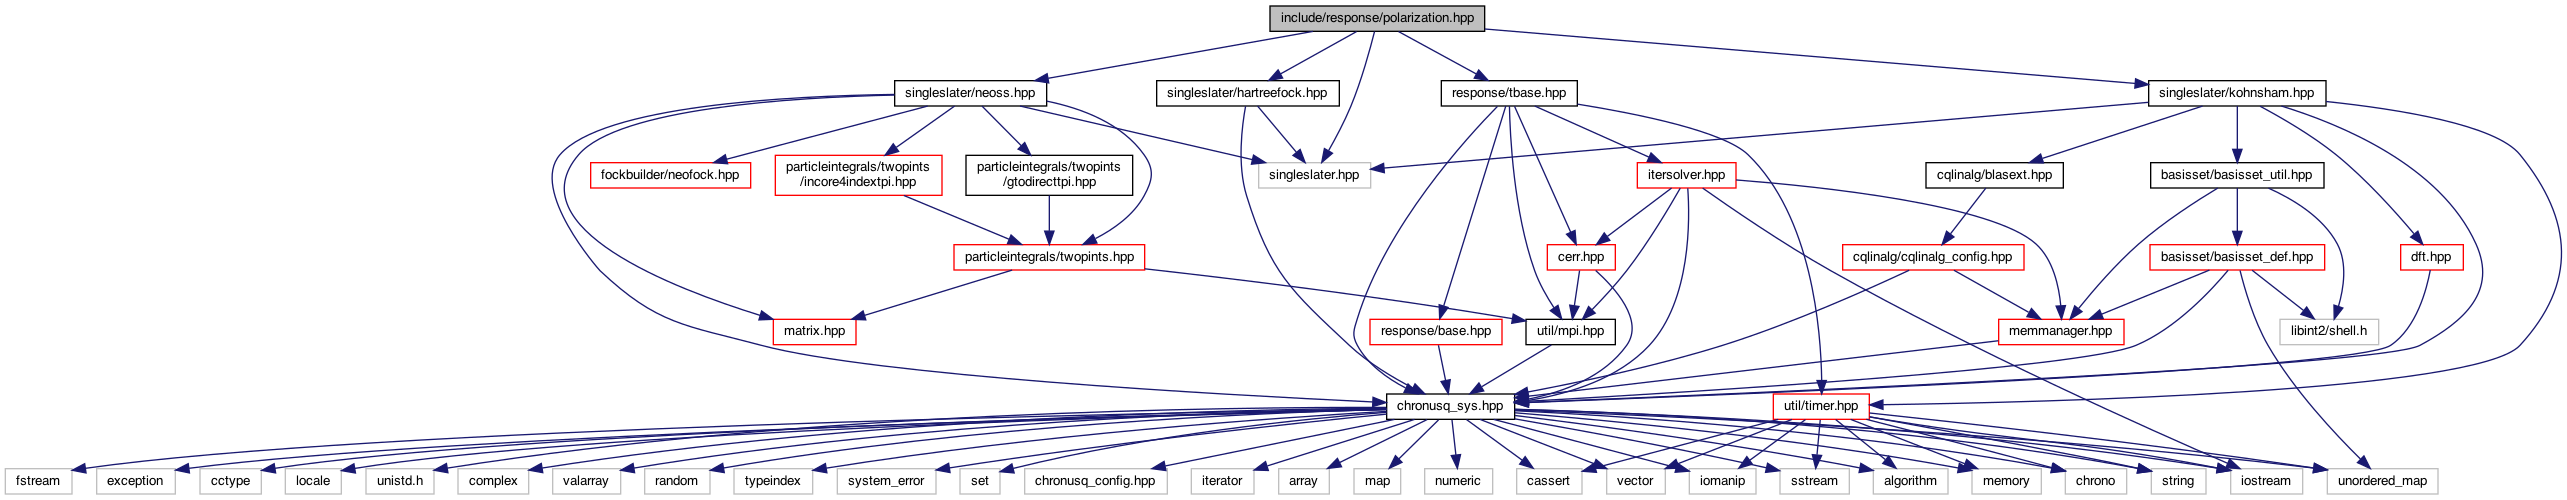 include/response/polarization.hpp
singleslater/neoss.hpp
singleslater/hartreefock.hpp
response/tbase.hpp
singleslater/kohnsham.hpp
fockbuilder/neofock.hpp
particleintegrals/twopints
/incore4indextpi.hpp
particleintegrals/twopints
/gtodirecttpi.hpp
singleslater.hpp
itersolver.hpp
cqlinalg/blasext.hpp
basisset/basisset_util.hpp
particleintegrals/twopints.hpp
cerr.hpp
cqlinalg/cqlinalg_config.hpp
basisset/basisset_def.hpp
dft.hpp
matrix.hpp
response/base.hpp
util/mpi.hpp
memmanager.hpp
libint2/shell.h
chronusq_sys.hpp
util/timer.hpp
fstream
exception
cctype
locale
unistd.h
complex
valarray
random
typeindex
system_error
set
chronusq_config.hpp
iterator
array
map
numeric
cassert
vector
iomanip
sstream
algorithm
memory
chrono
string
iostream
unordered_map